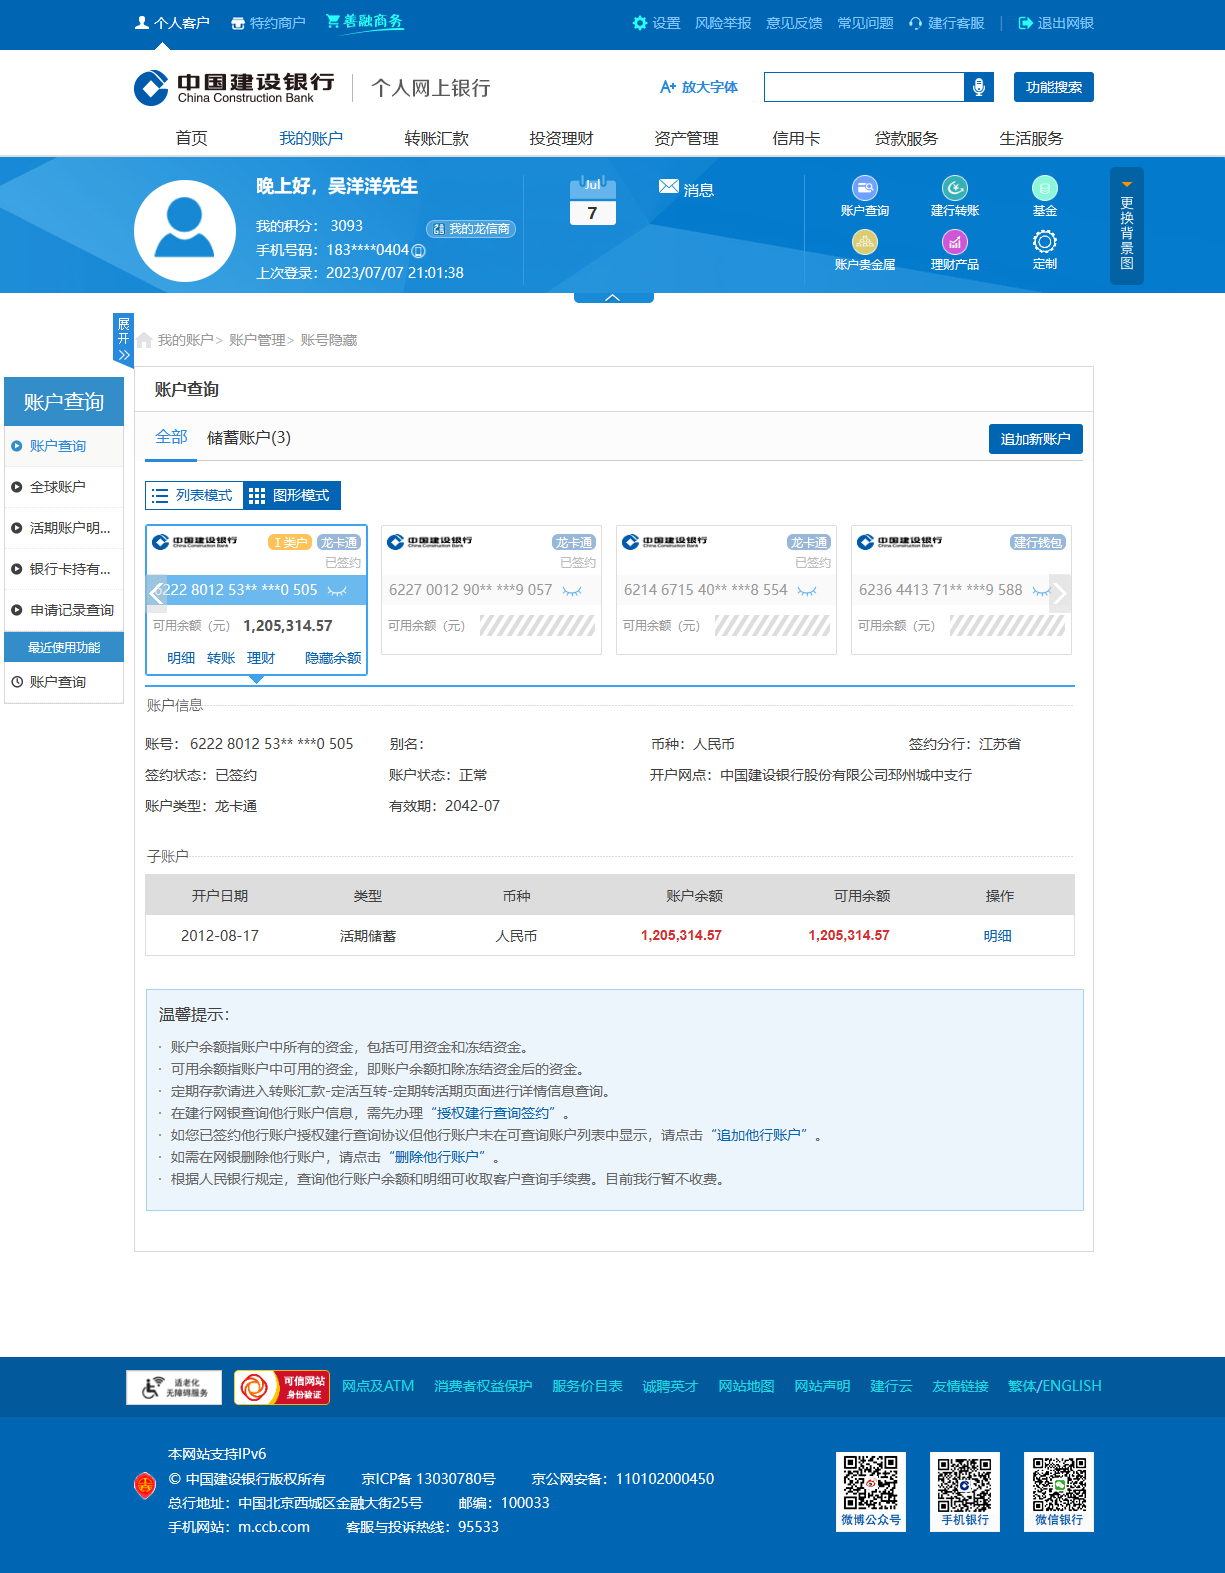 个人客户 特约商户 善融商务 设置 风险举报 意见反馈 常见问题 建行客服 | 退出网银
中国建设银行 China Construction Bank 个人网上银行 A+ 放大字体 功能搜索
首页 我的账户 转账汇款 投资理财 资产管理 信用卡 贷款服务 生活服务
晚上好，吴洋洋先生
我的积分： 3093 我的龙信商
手机号码：183****0404
上次登录：2023/07/07 21:01:38
Jul
7
消息
账户查询 建行转账 基金
账户贵金属 理财产品 定制
更换背景图
展开
我的账户> 账户管理> 账号隐藏
账户查询
账户查询
全球账户
活期账户明...
银行卡持有...
申请记录查询
最近使用功能
账户查询
账户查询
全部 储蓄账户(3) 追加新账户
列表模式 图形模式
中国建设银行 China Construction Bank I 类户 龙卡通
已签约
6222 8012 53** ***0 505
可用余额（元） 1,205,314.57
明细 转账 理财 隐藏余额
中国建设银行 China Construction Bank 龙卡通
已签约
6227 0012 90** ***9 057
可用余额（元）
中国建设银行 China Construction Bank 龙卡通
已签约
6214 6715 40** ***8 554
可用余额（元）
中国建设银行 China Construction Bank 建行钱包
6236 4413 71** ***9 588
可用余额（元）
账户信息
账号： 6222 8012 53** ***0 505 别名： 币种：人民币 签约分行：江苏省
签约状态：已签约 账户状态：正常 开户网点：中国建设银行股份有限公司邳州城中支行
账户类型：龙卡通 有效期：2042-07
子账户
开户日期 类型 币种 账户余额 可用余额 操作
2012-08-17 活期储蓄 人民币 1,205,314.57 1,205,314.57 明细
温馨提示：
· 账户余额指账户中所有的资金，包括可用资金和冻结资金。
· 可用余额指账户中可用的资金，即账户余额扣除冻结资金后的资金。
· 定期存款请进入转账汇款-定活互转-定期转活期页面进行详情信息查询。
· 在建行网银查询他行账户信息，需先办理“授权建行查询签约”。
· 如您已签约他行账户授权建行查询协议但他行账户未在可查询账户列表中显示，请点击“追加他行账户”。
· 如需在网银删除他行账户，请点击“删除他行账户”。
· 根据人民银行规定，查询他行账户余额和明细可收取客户查询手续费。目前我行暂不收费。
适老化 无障碍服务 可信网站 身份验证 网点及ATM 消费者权益保护 服务价目表 诚聘英才 网站地图 网站声明 建行云 友情链接 繁体/ENGLISH
本网站支持IPv6
© 中国建设银行版权所有 京ICP备 13030780号 京公网安备：110102000450
总行地址：中国北京西城区金融大街25号 邮编：100033
手机网站：m.ccb.com 客服与投诉热线：95533
微博公众号 手机银行 微信银行